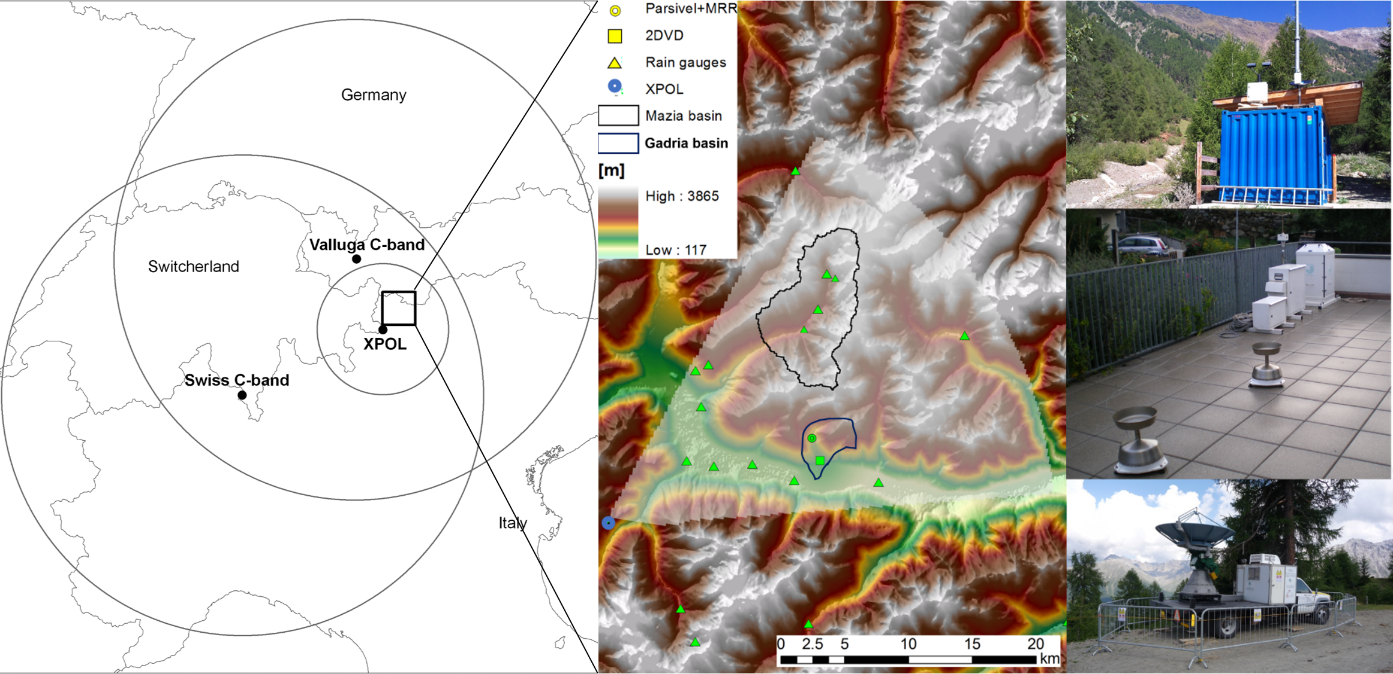 Germany
Valluga C-band
Switcherland
XPOL
Swiss C-band
Italy
Parsivel+MRR
2DVD
Rain gauges
XPOL
Mazia basin
Gadria basin
[m]
High : 3865
Low : 117
0 2.5 5 10 15 20
km